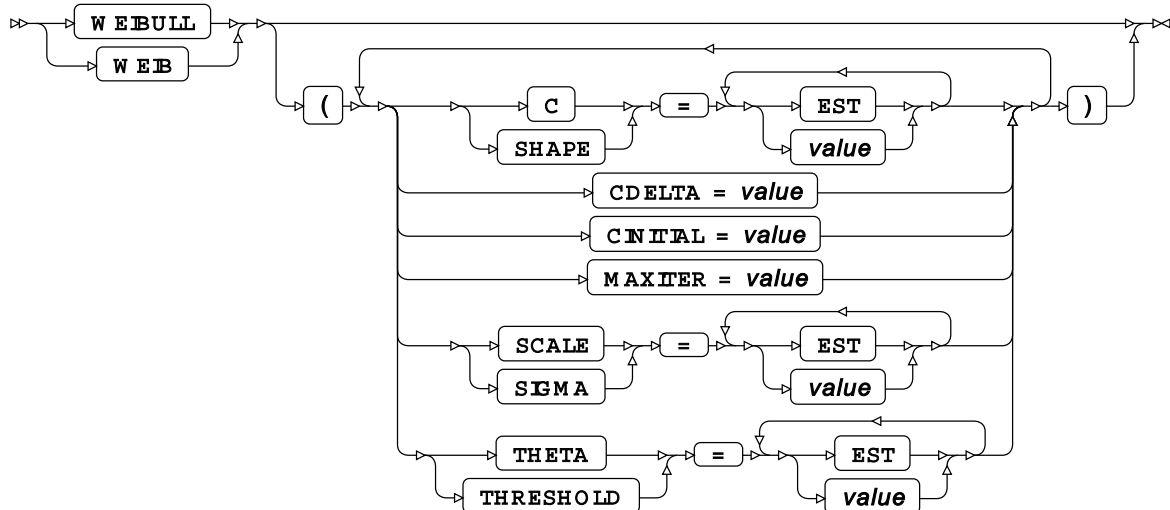 WEIBULL
WEIB
( C = EST )
SHAPE value
CDELTA = value
CINITIAL = value
MAXITER = value
SCALE = EST
SIGMA value
THETA = EST
THRESHOLD value